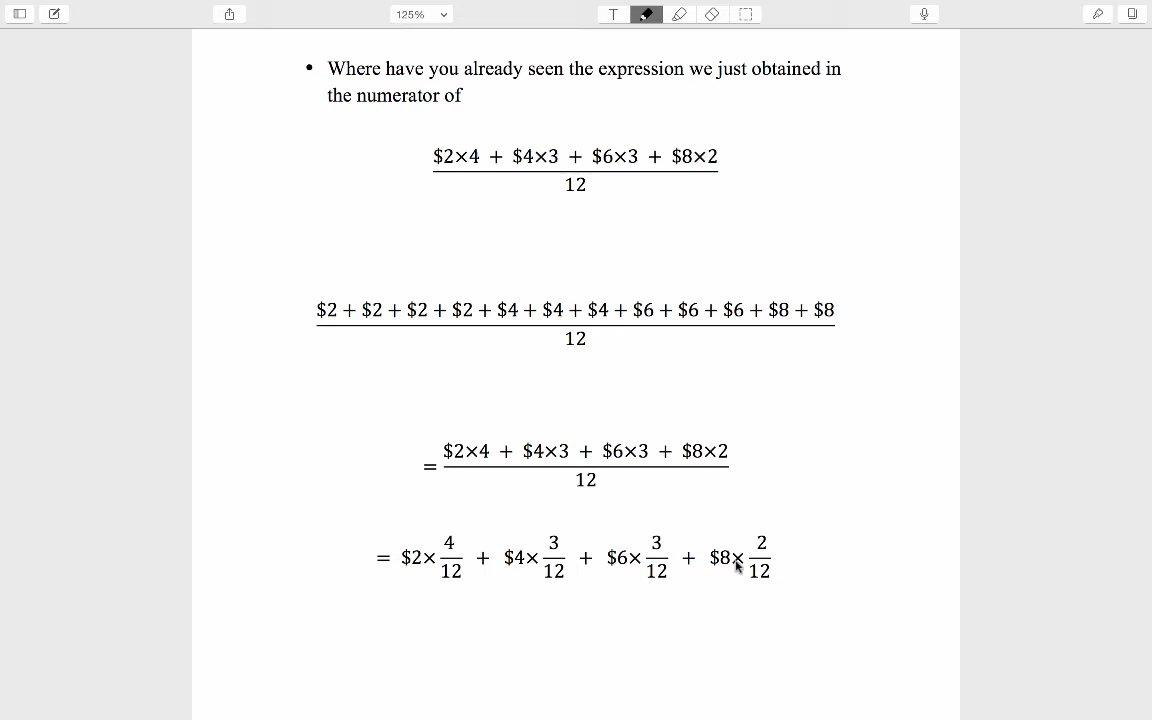 125%
T
• Where have you already seen the expression we just obtained in
the numerator of
$2×4 + $4×3 + $6×3 + $8×2
12
$2 + $2 + $2 + $2 + $4 + $4 + $4 + $6 + $6 + $6 + $8 + $8
12
= $2×4 + $4×3 + $6×3 + $8×2
12
= $2× 4/12 + $4× 3/12 + $6× 3/12 + $8× 2/12